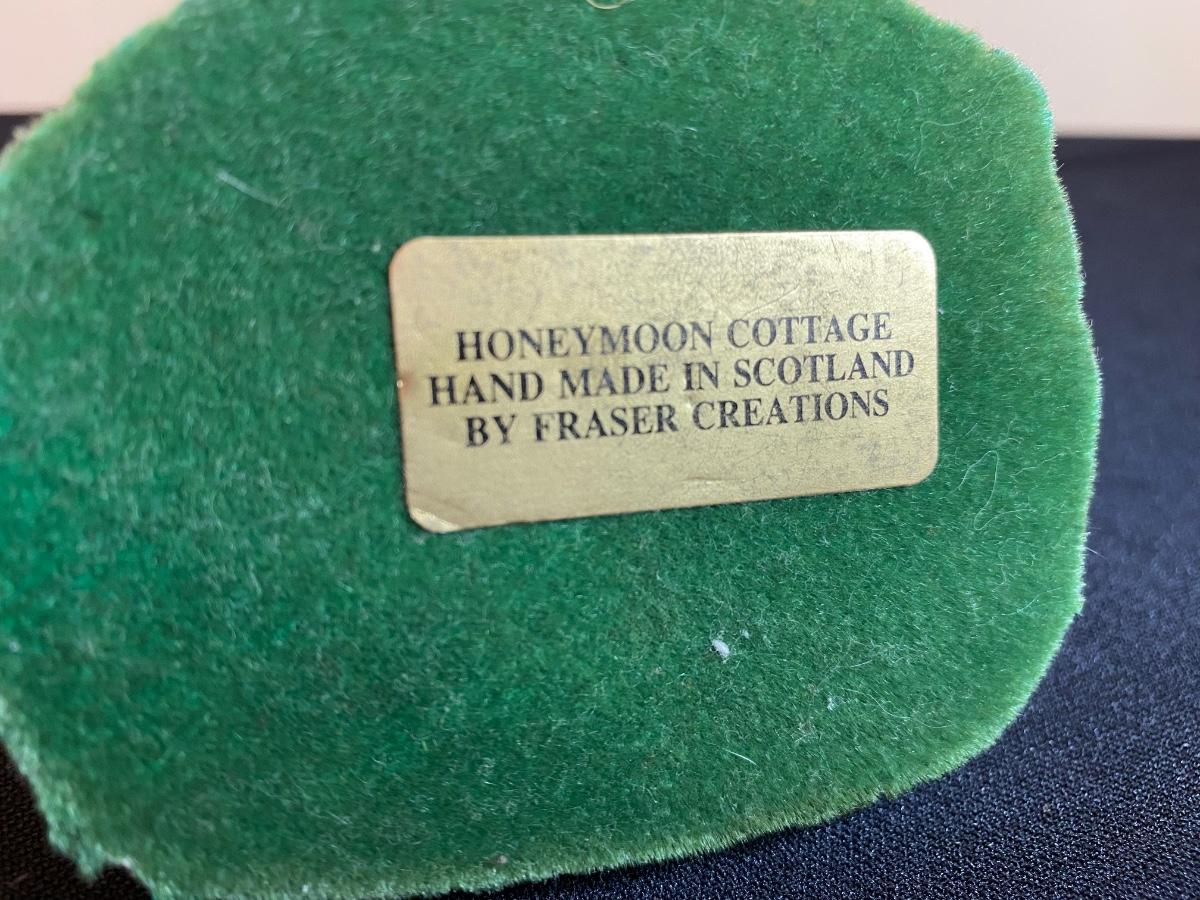 HONEYMOON COTTAGE
HAND MADE IN SCOTLAND
BY FRASER CREATIONS